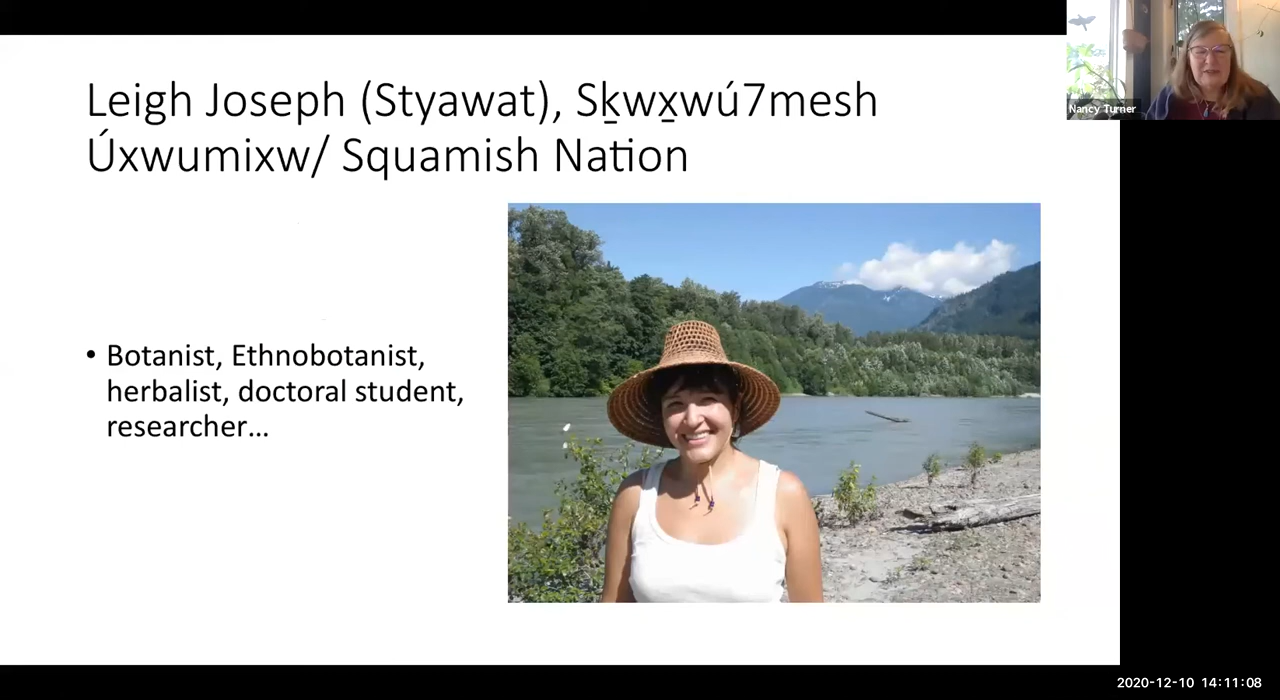 Leigh Joseph (Styawat), Sḵwx̱wú7mesh
Úxwumixw/ Squamish Nation
Nancy Turner
• Botanist, Ethnobotanist,
herbalist, doctoral student,
researcher…
2020-12-10 14:11:08